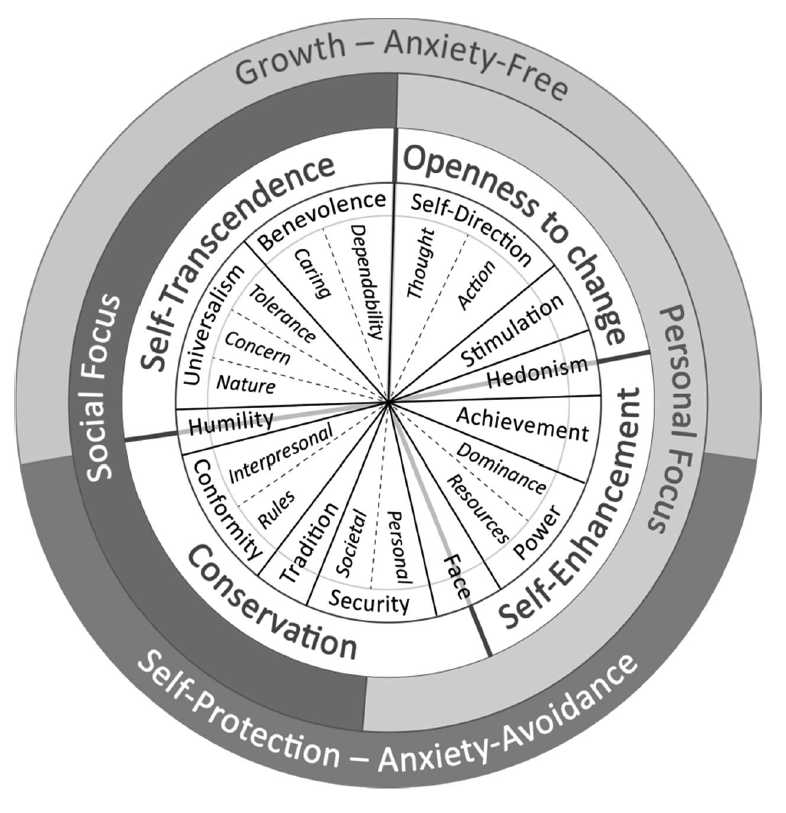 Growth – Anxiety-Free
Self-Protection – Anxiety-Avoidance
Social Focus
Personal Focus
Self-Transcendence
Openness to change
Self-Enhancement
Conservation
Benevolence
Caring
Dependability
Self-Direction
Thought
Action
Stimulation
Hedonism
Achievement
Dominance
Resources
Power
Face
Personal
Societal
Security
Tradition
Rules
Interpresonal
Conformity
Humility
Nature
Concern
Tolerance
Universalism